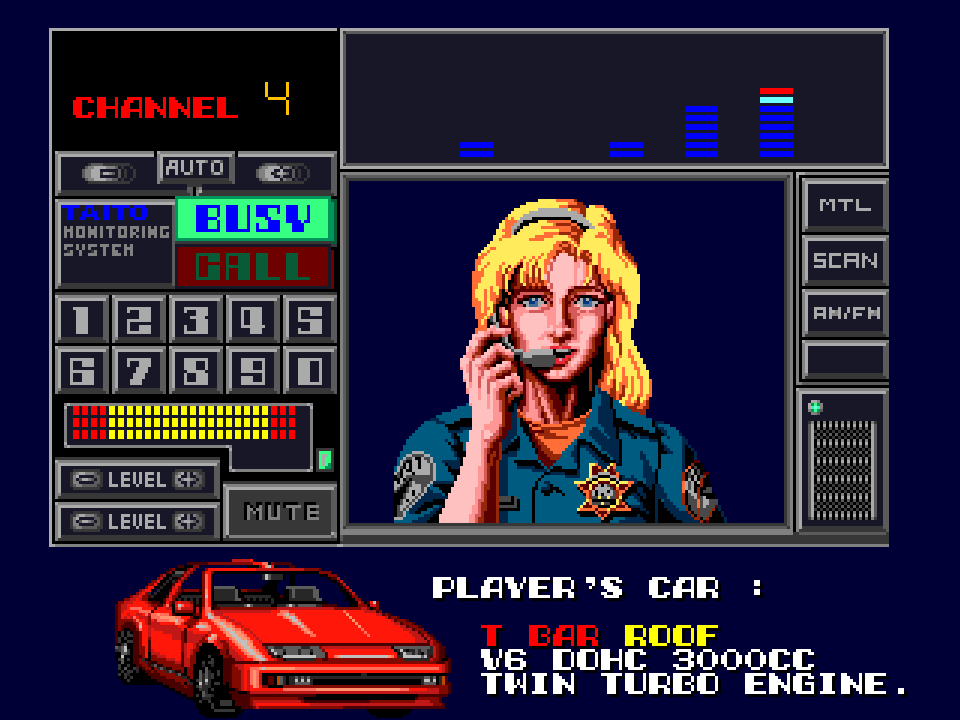 CHANNEL 4
AUTO
TAITO
MONITORING
SYSTEM
BUSY
CALL
1 2 3 4 5
6 7 8 9 0
LEVEL
LEVEL
MUTE
MTL
SCAN
AM/FM
PLAYER'S CAR :
T BAR ROOF
V6 DOHC 3000CC
TWIN TURBO ENGINE.